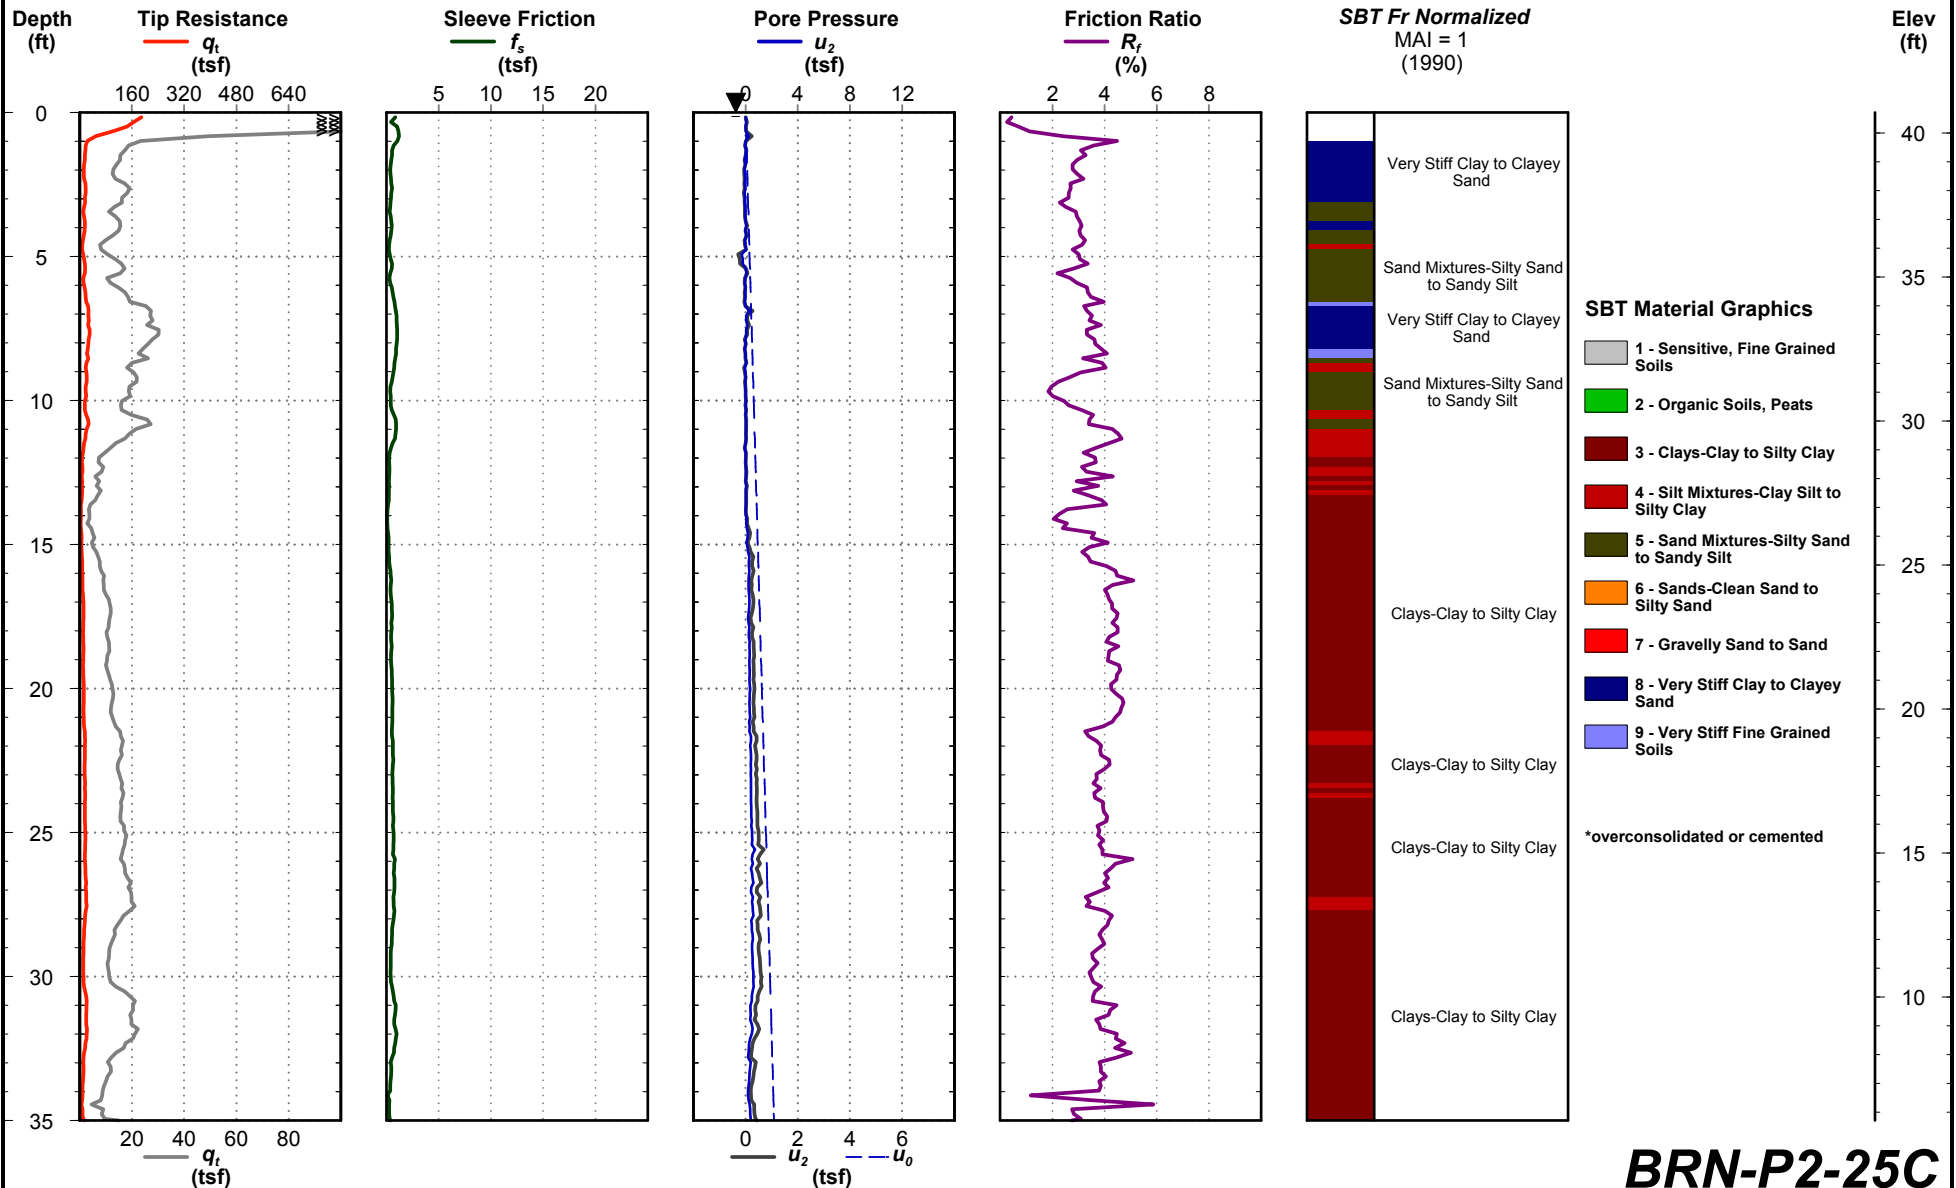 Depth
(ft)
Tip Resistance
qt
(tsf)
160 320 480 640
Sleeve Friction
fs
(tsf)
5 10 15 20
Pore Pressure
u2
(tsf)
0 4 8 12
Friction Ratio
Rf
(%)
2 4 6 8
SBT Fr Normalized
MAI = 1
(1990)
Elev
(ft)
0
5
10
15
20
25
30
35
Very Stiff Clay to Clayey
Sand
Sand Mixtures-Silty Sand
to Sandy Silt
Very Stiff Clay to Clayey
Sand
Sand Mixtures-Silty Sand
to Sandy Silt
Clays-Clay to Silty Clay
Clays-Clay to Silty Clay
Clays-Clay to Silty Clay
Clays-Clay to Silty Clay
SBT Material Graphics
1 - Sensitive, Fine Grained
Soils
2 - Organic Soils, Peats
3 - Clays-Clay to Silty Clay
4 - Silt Mixtures-Clay Silt to
Silty Clay
5 - Sand Mixtures-Silty Sand
to Sandy Silt
6 - Sands-Clean Sand to
Silty Sand
7 - Gravelly Sand to Sand
8 - Very Stiff Clay to Clayey
Sand
9 - Very Stiff Fine Grained
Soils
*overconsolidated or cemented
40
35
30
25
20
15
10
20 40 60 80
qt
(tsf)
0 2 4 6
u2 u0
(tsf)
BRN-P2-25C